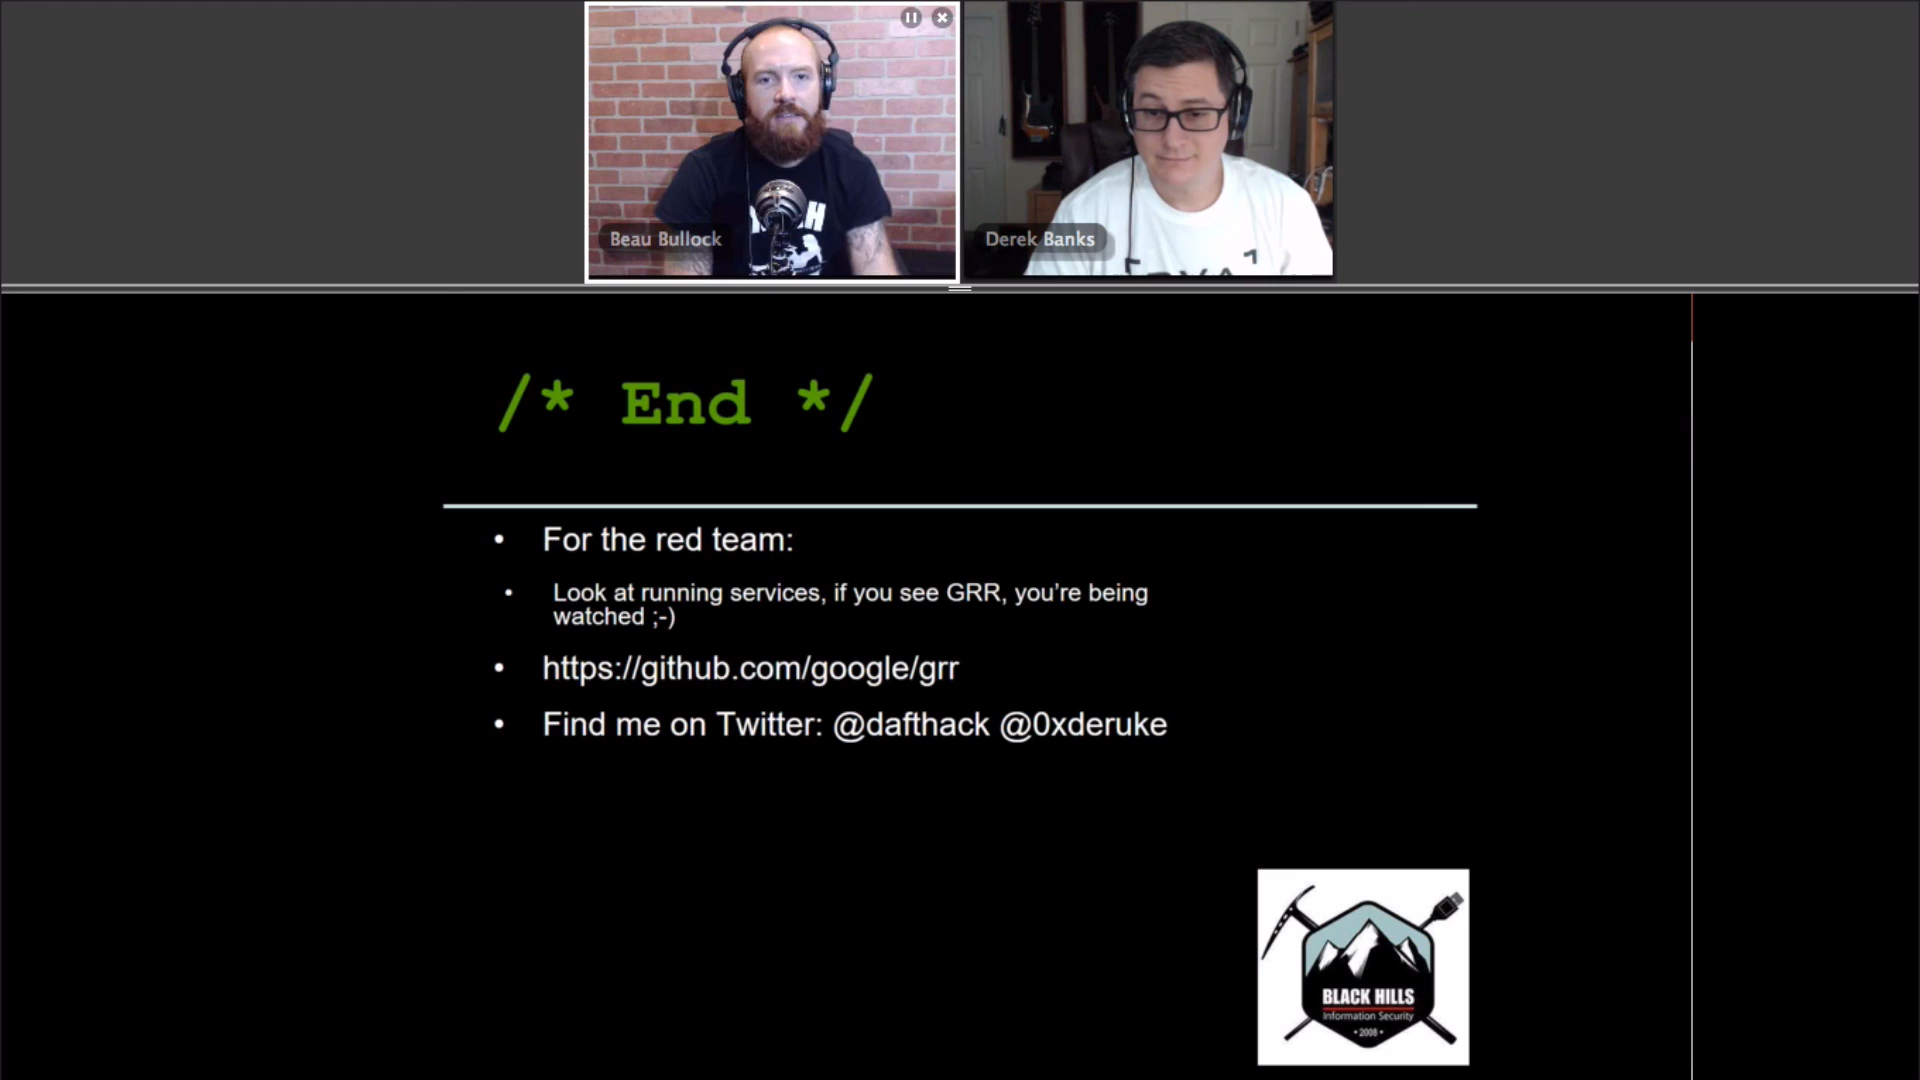 Beau Bullock
Derek Banks
/* End */
• For the red team:
• Look at running services, if you see GRR, you’re being
watched ;-)
• https://github.com/google/grr
• Find me on Twitter: @dafthack @0xderuke
BLACK HILLS
Information Security
• 2008 •